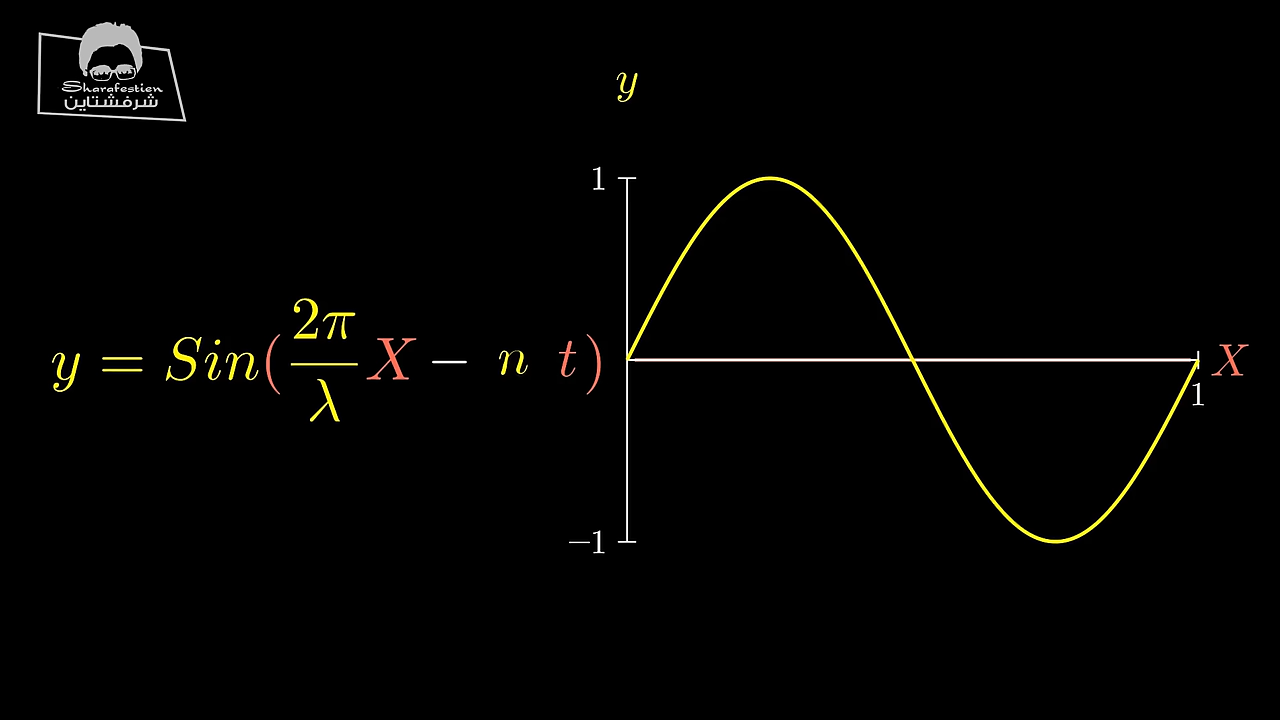 Sharafestien
شرفشتاين
y
1
y = Sin(2π/λ X − n t)
X
1
−1